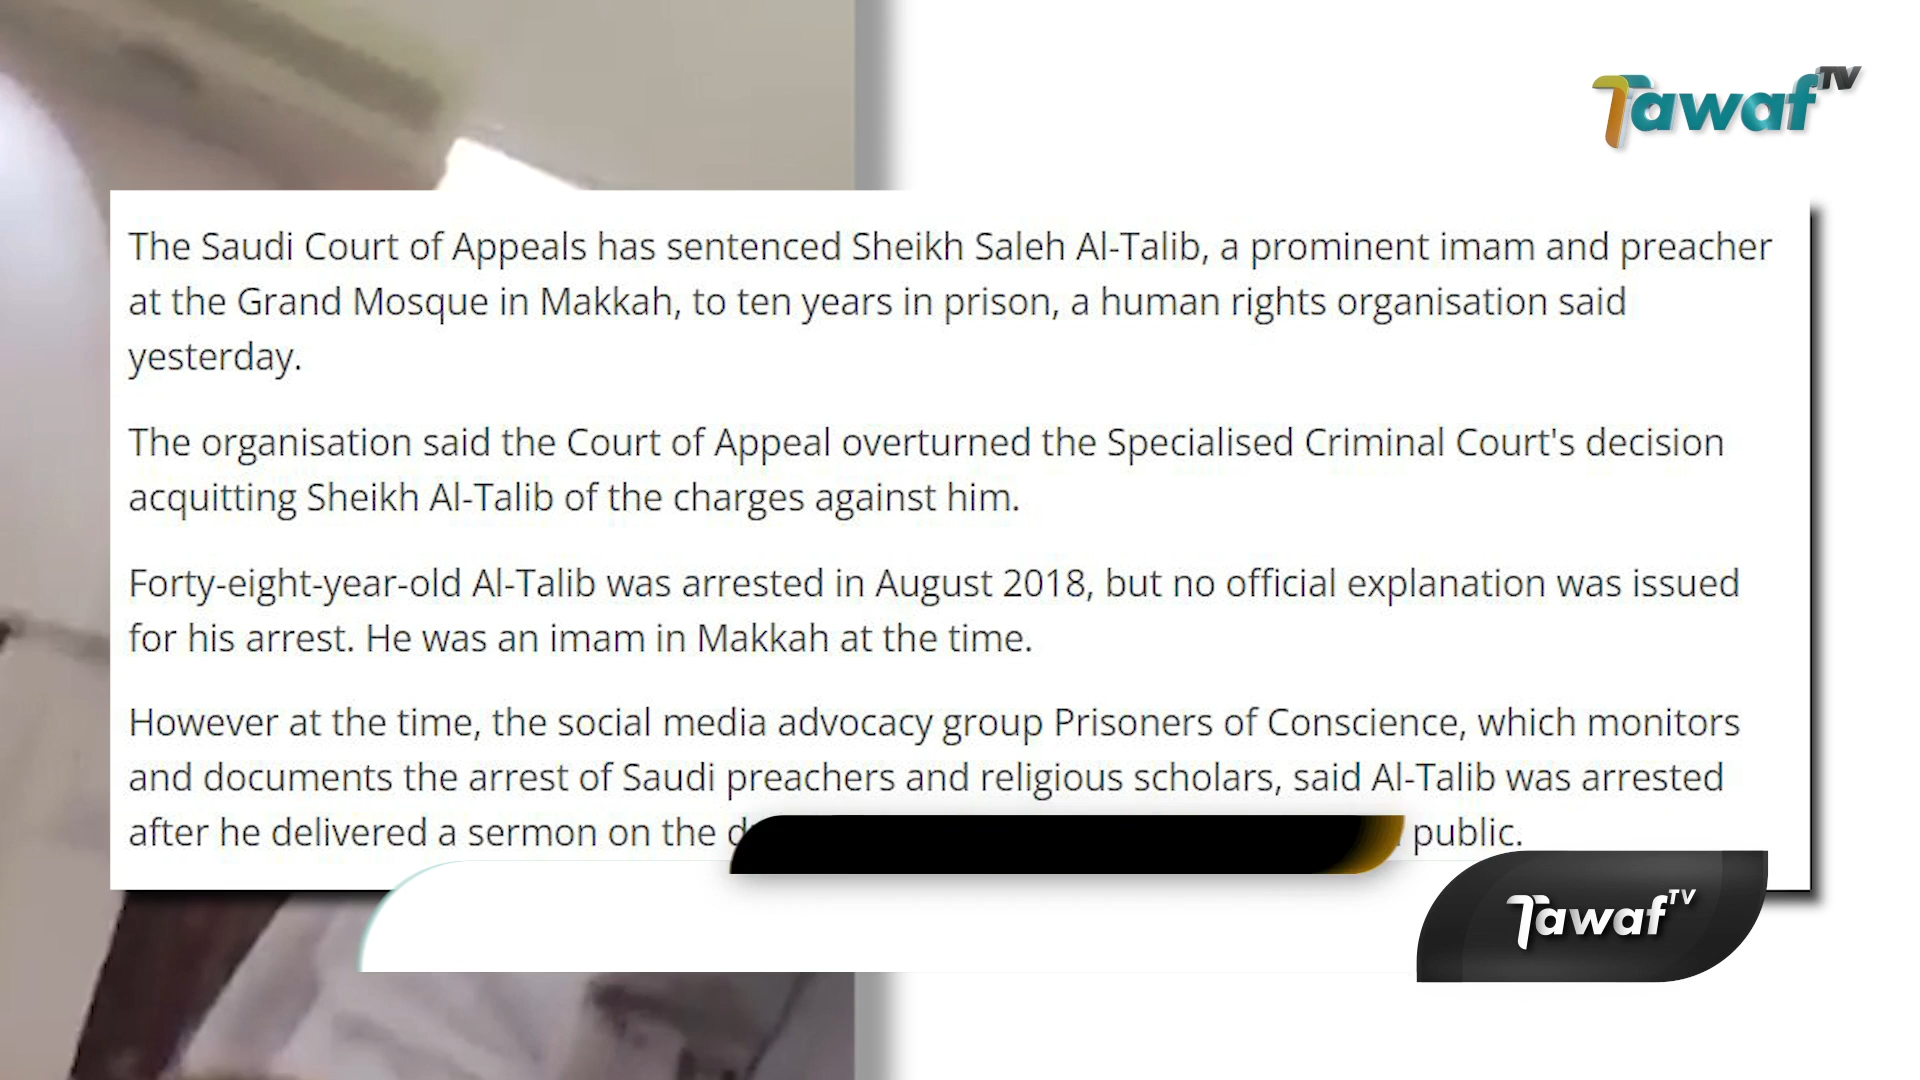 Tawaf TV
The Saudi Court of Appeals has sentenced Sheikh Saleh Al-Talib, a prominent imam and preacher
at the Grand Mosque in Makkah, to ten years in prison, a human rights organisation said
yesterday.
The organisation said the Court of Appeal overturned the Specialised Criminal Court's decision
acquitting Sheikh Al-Talib of the charges against him.
Forty-eight-year-old Al-Talib was arrested in August 2018, but no official explanation was issued
for his arrest. He was an imam in Makkah at the time.
However at the time, the social media advocacy group Prisoners of Conscience, which monitors
and documents the arrest of Saudi preachers and religious scholars, said Al-Talib was arrested
after he delivered a sermon on the public.
Tawaf TV